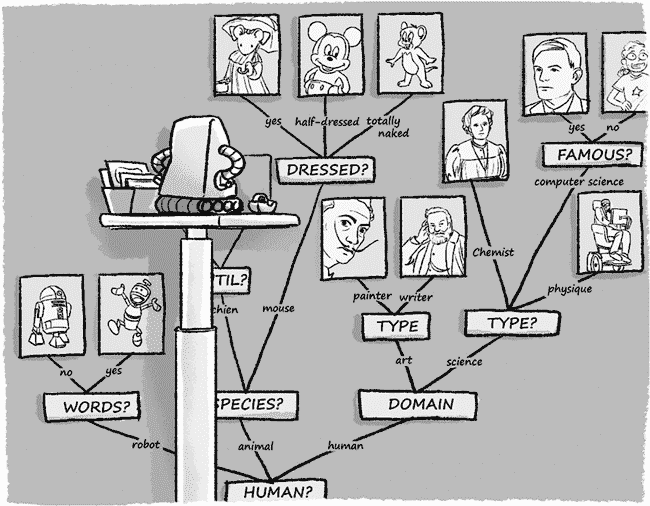 yes
half-dressed
totally
naked
yes
no
DRESSED?
FAMOUS?
computer science
Chemist
TIL?
chien
mouse
painter
writer
physique
TYPE
TYPE?
no
yes
art
science
WORDS?
SPECIES?
DOMAIN
robot
animal
human
HUMAN?